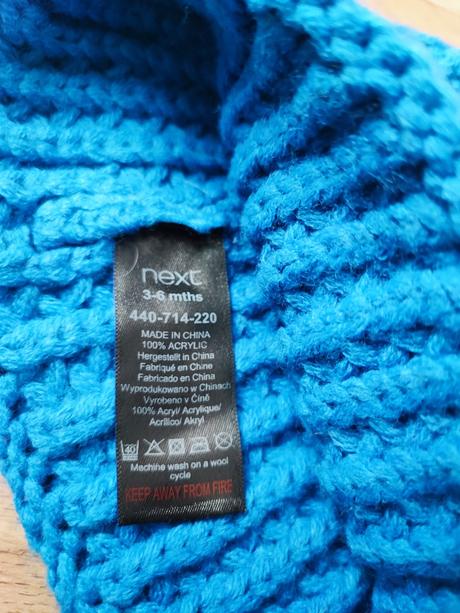 next
3-6 mths
440-714-220
MADE IN CHINA
100% ACRYLIC
Hergestellt in China
Fabriqué en Chine
Fabricado en China
Wyprodukowano w Chinach
Vyrobeno v Číně
100% Acryl/ Acrylique/
Acrílico/ Akryl
40
Machine wash on a wool
cycle
KEEP AWAY FROM FIRE